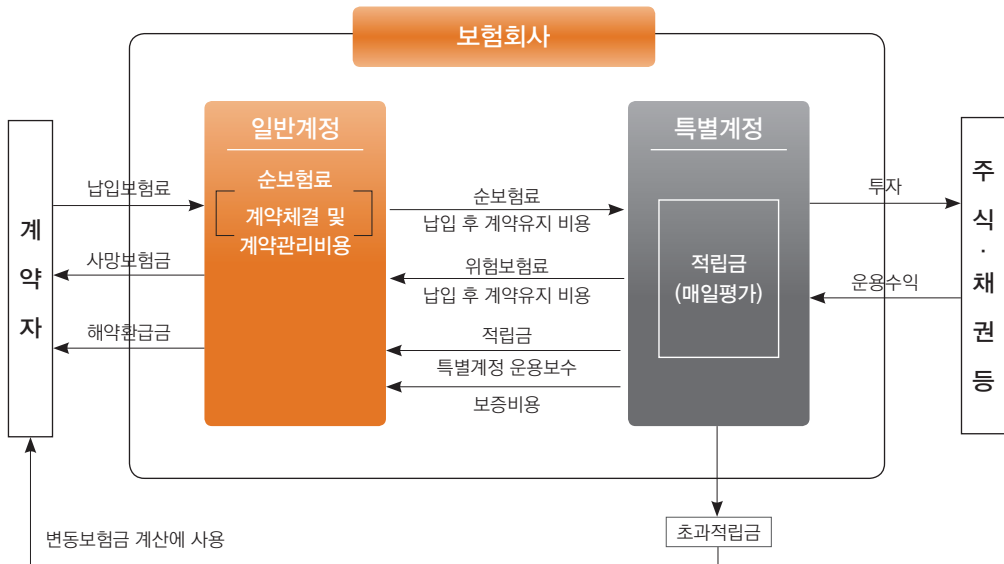 보험회사
일반계정
특별계정
계약자
납입보험료
사망보험금
해약환급금
순보험료
계약체결 및
계약관리비용
순보험료
납입 후 계약유지 비용
위험보험료
납입 후 계약유지 비용
적립금
특별계정 운용보수
보증비용
적립금
(매일평가)
투자
운용수익
주식·채권등
변동보험금 계산에 사용
초과적립금